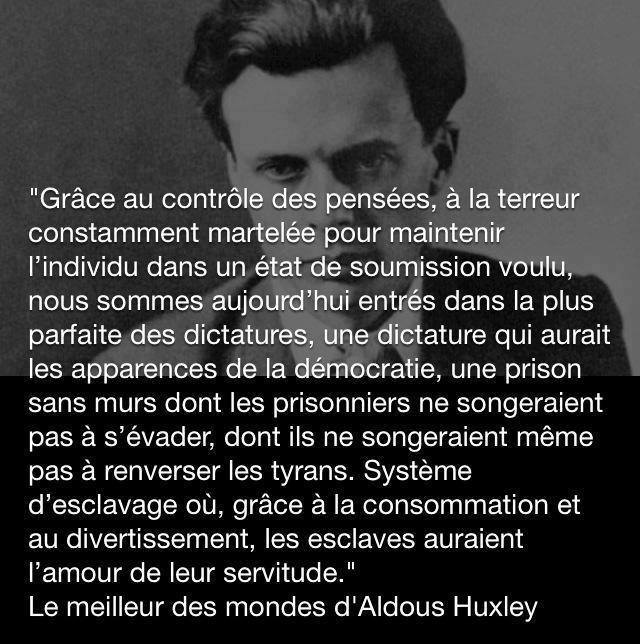 "Grâce au contrôle des pensées, à la terreur
constamment martelée pour maintenir
l’individu dans un état de soumission voulu,
nous sommes aujourd’hui entrés dans la plus
parfaite des dictatures, une dictature qui aurait
les apparences de la démocratie, une prison
sans murs dont les prisonniers ne songeraient
pas à s’évader, dont ils ne songeraient même
pas à renverser les tyrans. Système
d’esclavage où, grâce à la consommation et
au divertissement, les esclaves auraient
l’amour de leur servitude."
Le meilleur des mondes d'Aldous Huxley